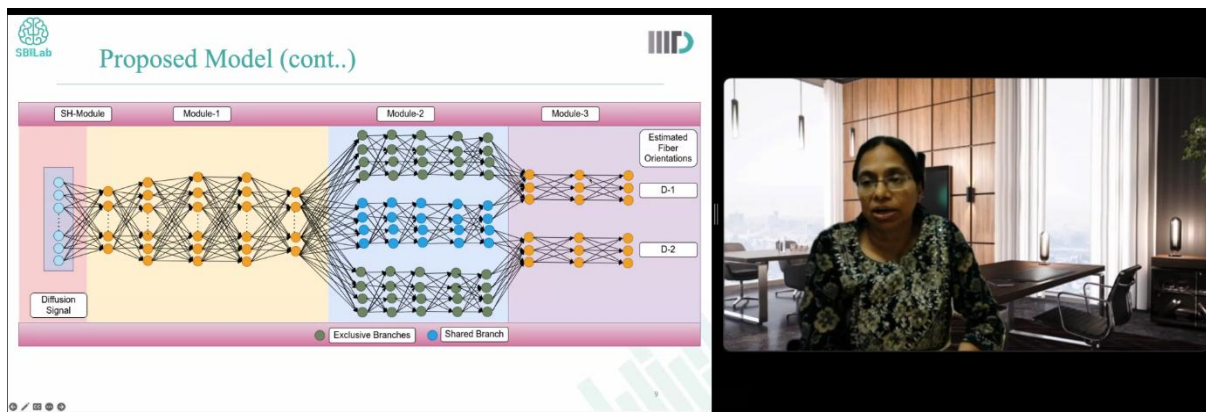 SBILab
Proposed Model (cont..)
IIID
SH-Module
Module-1
Module-2
Module-3
Estimated
Fiber
Orientations
D-1
D-2
Diffusion
Signal
Exclusive Branches
Shared Branch
9